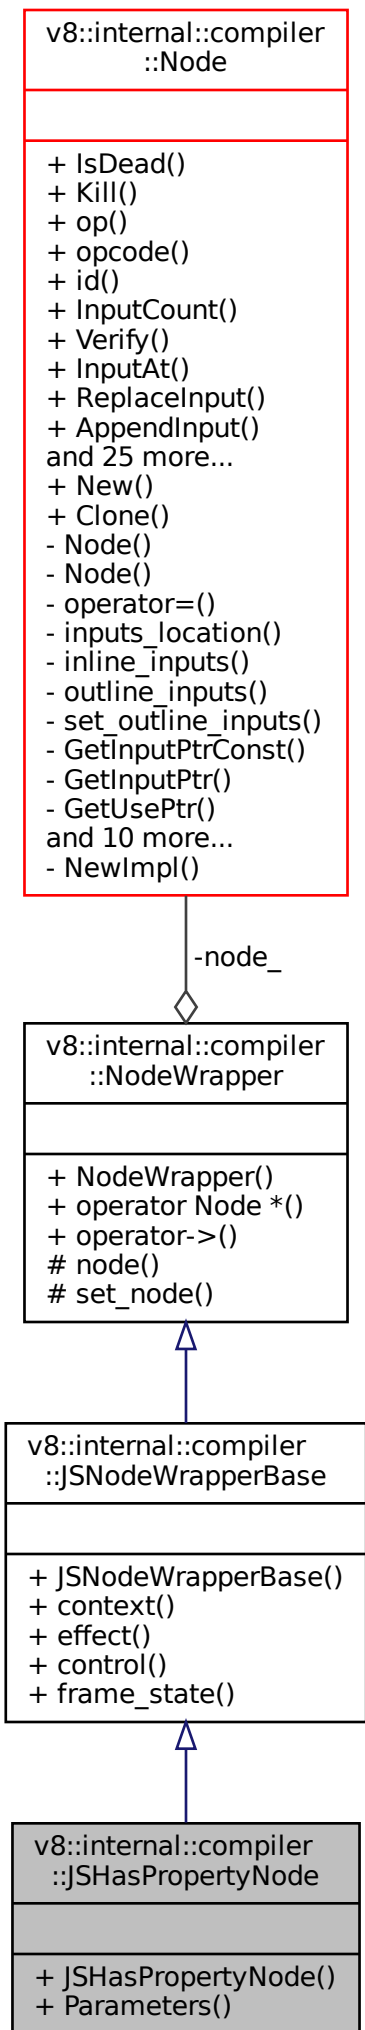 v8::internal::compiler
::Node
+ IsDead()
+ Kill()
+ op()
+ opcode()
+ id()
+ InputCount()
+ Verify()
+ InputAt()
+ ReplaceInput()
+ AppendInput()
and 25 more...
+ New()
+ Clone()
- Node()
- Node()
- operator=()
- inputs_location()
- inline_inputs()
- outline_inputs()
- set_outline_inputs()
- GetInputPtrConst()
- GetInputPtr()
- GetUsePtr()
and 10 more...
- NewImpl()
-node_
v8::internal::compiler
::NodeWrapper
+ NodeWrapper()
+ operator Node *()
+ operator->()
# node()
# set_node()
v8::internal::compiler
::JSNodeWrapperBase
+ JSNodeWrapperBase()
+ context()
+ effect()
+ control()
+ frame_state()
v8::internal::compiler
::JSHasPropertyNode
+ JSHasPropertyNode()
+ Parameters()